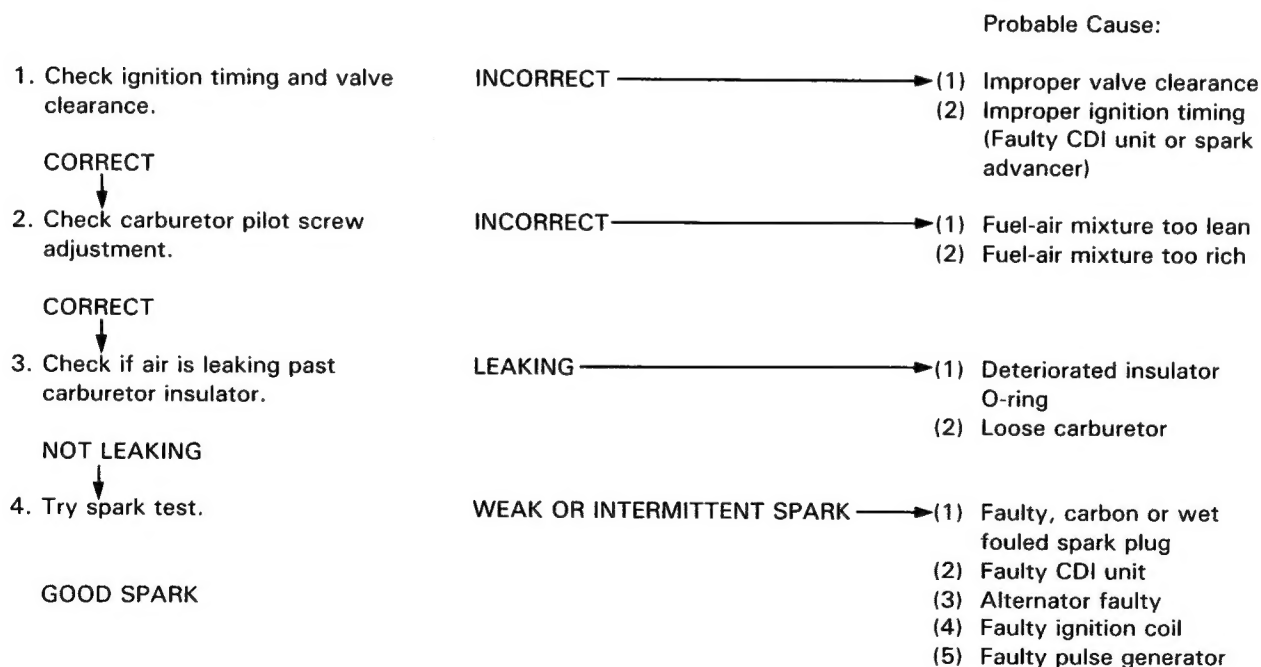 Probable Cause:
1. Check ignition timing and valve clearance.
INCORRECT
(1) Improper valve clearance
(2) Improper ignition timing
(Faulty CDI unit or spark
advancer)
CORRECT
2. Check carburetor pilot screw
adjustment.
INCORRECT
(1) Fuel-air mixture too lean
(2) Fuel-air mixture too rich
CORRECT
3. Check if air is leaking past
carburetor insulator.
LEAKING
(1) Deteriorated insulator
O-ring
(2) Loose carburetor
NOT LEAKING
4. Try spark test.
WEAK OR INTERMITTENT SPARK
(1) Faulty, carbon or wet
fouled spark plug
(2) Faulty CDI unit
(3) Alternator faulty
(4) Faulty ignition coil
(5) Faulty pulse generator
GOOD SPARK